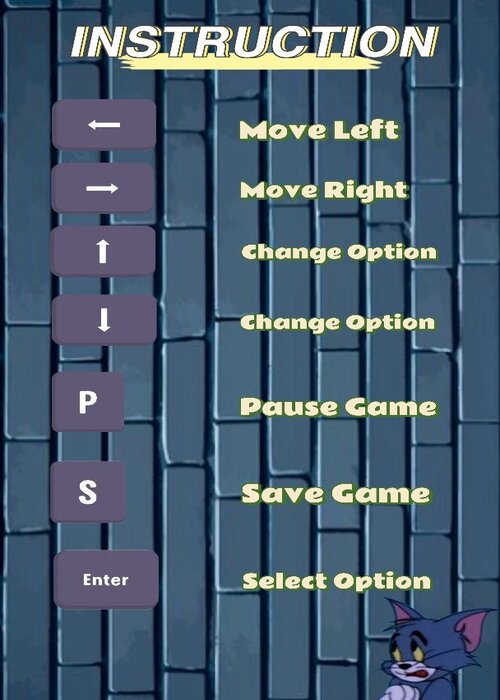 INSTRUCTION
← Move Left
→ Move Right
↑ Change Option
↓ Change Option
P Pause Game
S Save Game
Enter Select Option